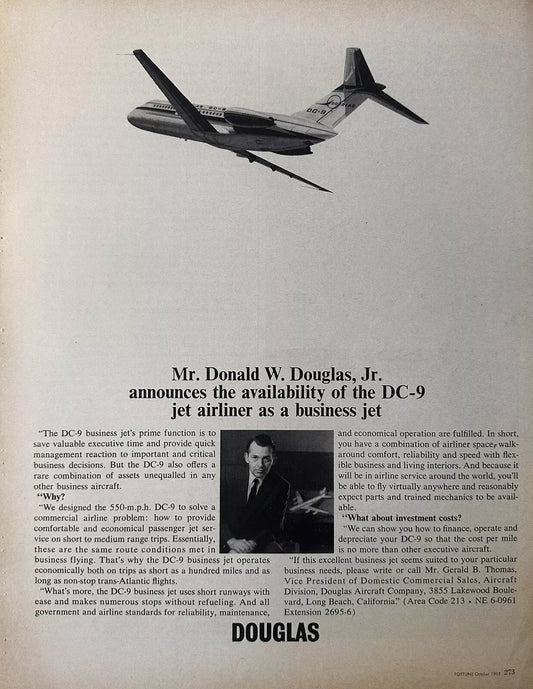 DC-9
DC-9
Mr. Donald W. Douglas, Jr.
announces the availability of the DC-9
jet airliner as a business jet
"The DC-9 business jet's prime function is to
save valuable executive time and provide quick
management reaction to important and critical
business decisions. But the DC-9 also offers a
rare combination of assets unequalled in any
other business aircraft.
"Why?
"We designed the 550-m.p.h. DC-9 to solve a
commercial airline problem: how to provide
comfortable and economical passenger jet ser-
vice on short to medium range trips. Essentially,
these are the same route conditions met in
business flying. That's why the DC-9 business jet operates
economically both on trips as short as a hundred miles and as
long as non-stop trans-Atlantic flights.
"What's more, the DC-9 business jet uses short runways with
ease and makes numerous stops without refueling. And all
government and airline standards for reliability, maintenance,
and economical operation are fulfilled. In short,
you have a combination of airliner space, walk-
around comfort, reliability and speed with flex-
ible business and living interiors. And because it
will be in airline service around the world, you'll
be able to fly virtually anywhere and reasonably
expect parts and trained mechanics to be avail-
able.
"What about investment costs?
"We can show you how to finance, operate and
depreciate your DC-9 so that the cost per mile
is no more than other executive aircraft.
"If this excellent business jet seems suited to your particular
business needs, please write or call Mr. Gerald B. Thomas,
Vice President of Domestic Commercial Sales, Aircraft
Division, Douglas Aircraft Company, 3855 Lakewood Boule-
vard, Long Beach, California." (Area Code 213 • NE 6-0961
Extension 2695-6)
DOUGLAS
FORTUNE October 1965 273